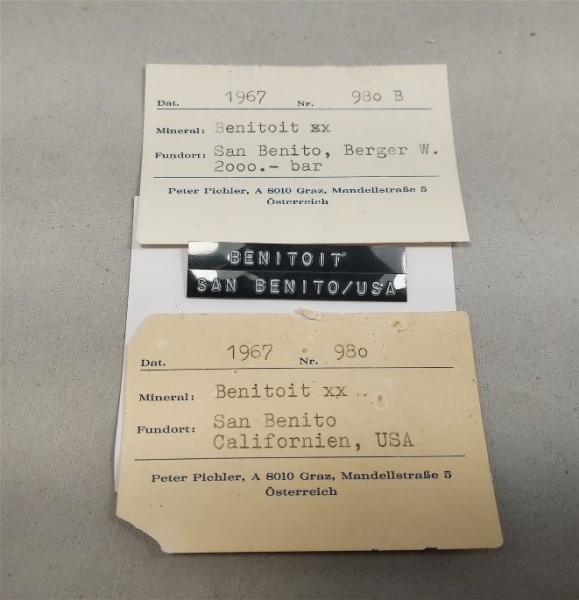 Dat. 1967 Nr. 980 B
Mineral: Benitoit xx
Fundort: San Benito, Berger W.
2000.- bar
Peter Pichler, A 8010 Graz, Mandellstraße 5
Österreich
BENITOIT
SAN BENITO/USA
Dat. 1967 Nr. 980
Mineral: Benitoit xx
Fundort: San Benito
Californien, USA
Peter Pichler, A 8010 Graz, Mandellstraße 5
Österreich